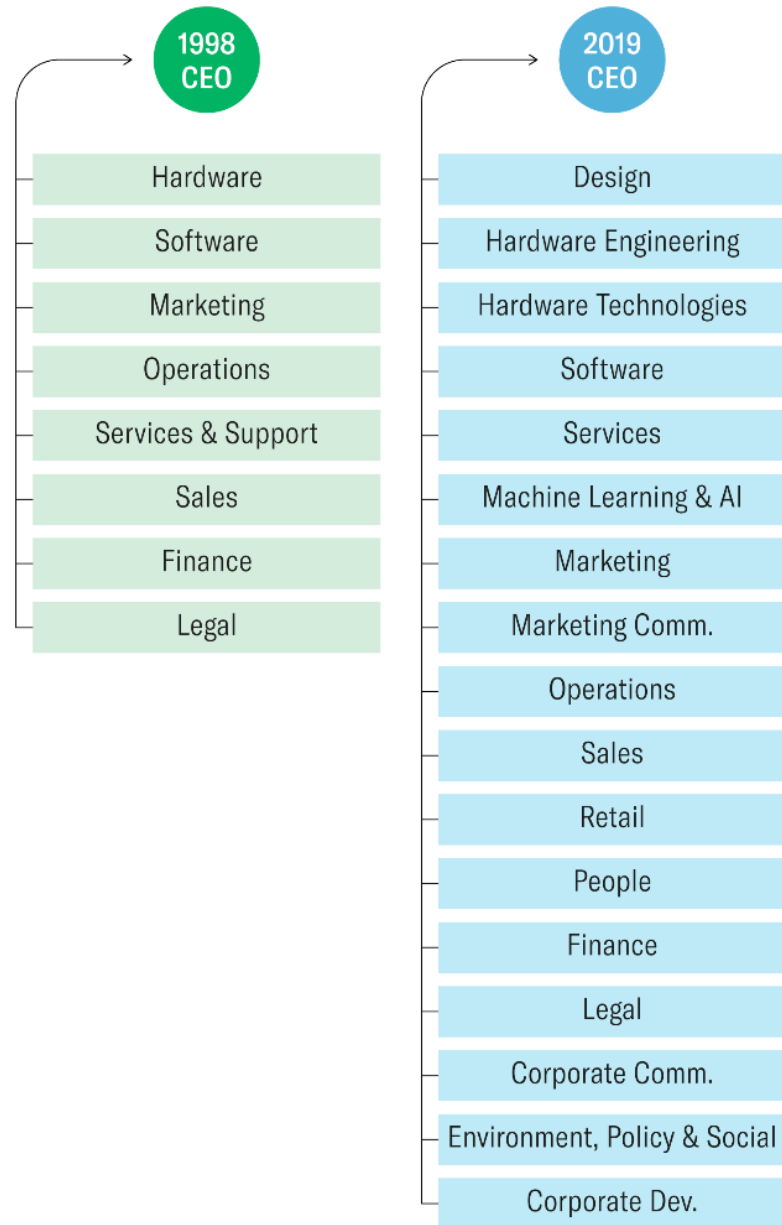 1998
CEO
Hardware
Software
Marketing
Operations
Services & Support
Sales
Finance
Legal
2019
CEO
Design
Hardware Engineering
Hardware Technologies
Software
Services
Machine Learning & AI
Marketing
Marketing Comm.
Operations
Sales
Retail
People
Finance
Legal
Corporate Comm.
Environment, Policy & Social
Corporate Dev.